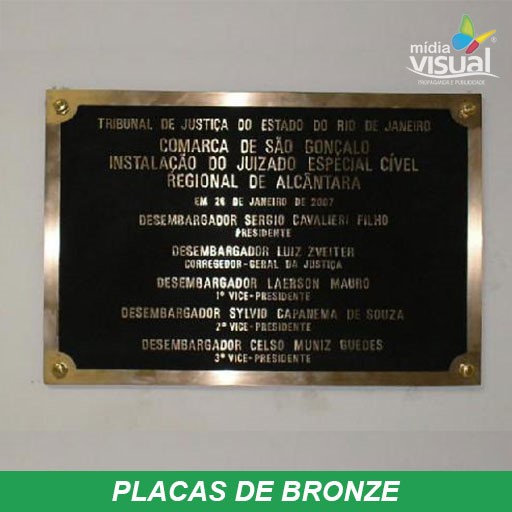 mídia
visual®
PROPAGANDA E PUBLICIDADE
TRIBUNAL DE JUSTIÇA DO ESTADO DO RIO DE JANEIRO
COMARCA DE SÃO GONÇALO
INSTALAÇÃO DO JUIZADO ESPECIAL CÍVEL
REGIONAL DE ALCÂNTARA
EM 26 DE JANEIRO DE 2007
DESEMBARGADOR SERGIO CAVALIERI FILHO
PRESIDENTE
DESEMBARGADOR LUIZ ZVEITER
CORREGEDOR-GERAL DA JUSTIÇA
DESEMBARGADOR LAERSON MAURO
1º VICE-PRESIDENTE
DESEMBARGADOR SYLVIO CAPANEMA DE SOUZA
2º VICE-PRESIDENTE
DESEMBARGADOR CELSO MUNIZ GUEDES
3º VICE-PRESIDENTE
PLACAS DE BRONZE